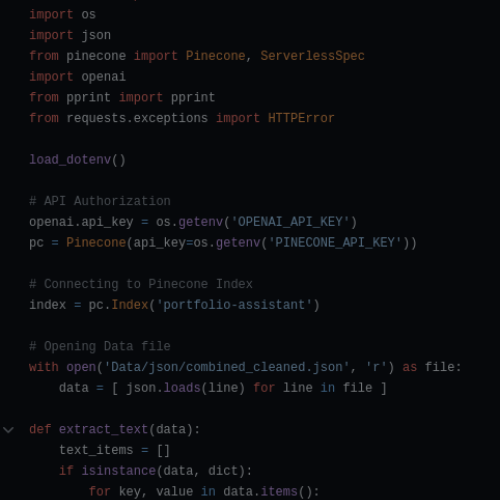 import os
import json
from pinecone import Pinecone, ServerlessSpec
import openai
from pprint import pprint
from requests.exceptions import HTTPError

load_dotenv()

# API Authorization
openai.api_key = os.getenv('OPENAI_API_KEY')
pc = Pinecone(api_key=os.getenv('PINECONE_API_KEY'))

# Connecting to Pinecone Index
index = pc.Index('portfolio-assistant')

# Opening Data file
with open('Data/json/combined_cleaned.json', 'r') as file:
    data = [ json.loads(line) for line in file ]

def extract_text(data):
    text_items = []
    if isinstance(data, dict):
        for key, value in data.items():